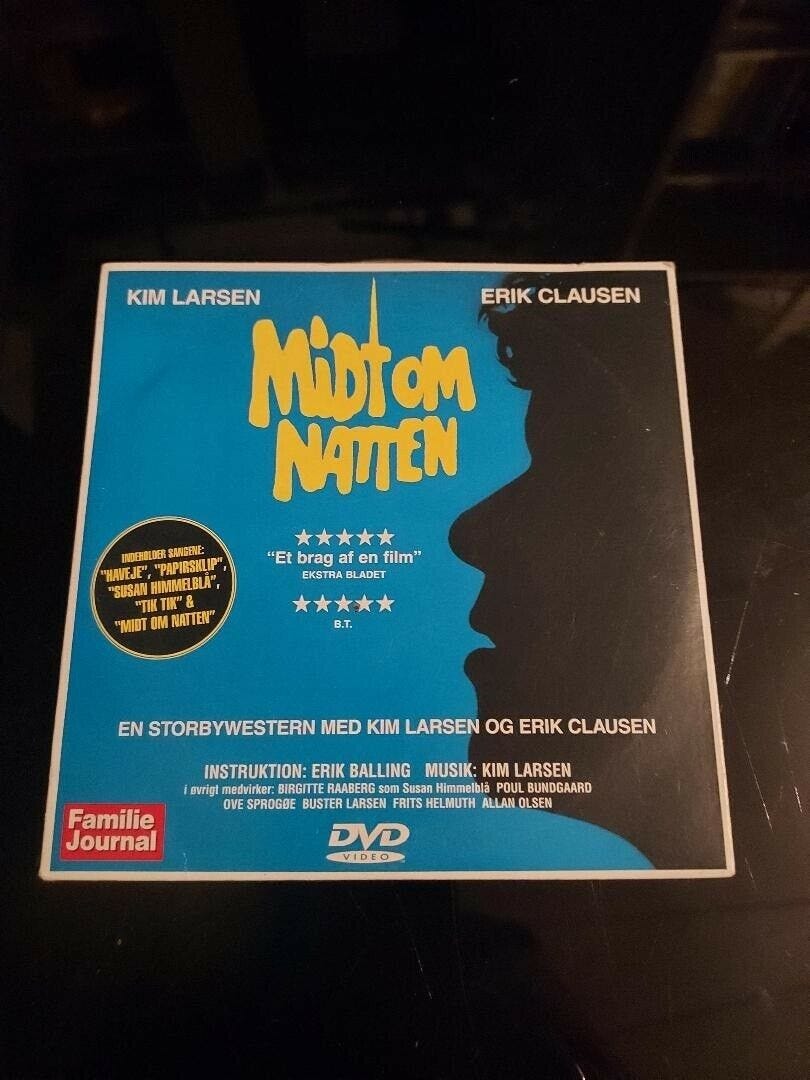 KIM LARSEN
ERIK CLAUSEN
MiDT OM
NATTEN
"Et brag af en film"
EKSTRA BLADET
B.T.
INDEHOLDER SANGENE:
"HAVEJE", "PAPIRSKLIP",
"SUSAN HIMMELBLÅ",
"TIK TIK" &
"MIDT OM NATTEN"
EN STORBYWESTERN MED KIM LARSEN OG ERIK CLAUSEN
INSTRUKTION: ERIK BALLING MUSIK: KIM LARSEN
i øvrigt medvirker: BIRGITTE RAABERG som Susan Himmelblå POUL BUNDGAARD
OVE SPROGØE BUSTER LARSEN FRITS HELMUTH ALLAN OLSEN
Familie
Journal
DVD
VIDEO